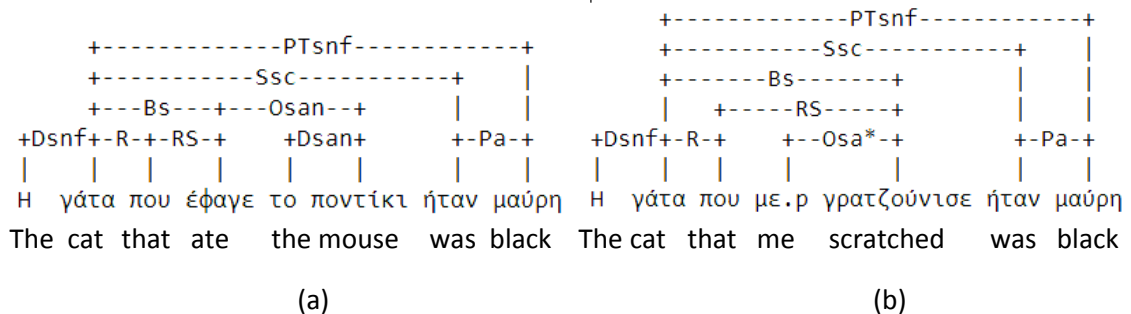 +-------------PTsnf------------+
+-----------Ssc-----------+    |
+---Bs---+---Osan--+      |    |
+Dsnf+-R-+-RS-+    +Dsan+      +-Pa-+
|    |   |    |    |    |      |    |
Η γάτα που έφαγε το ποντίκι ήταν μαύρη
The cat that ate the mouse was black
(a)
+-------------PTsnf------------+
+-----------Ssc-----------+    |
+-------Bs-------+        |    |
|   +-----RS-----+        |    |
+Dsnf+-R-+    +--Osa*--+        +-Pa-+
|    |   |    |        |        |    |
Η γάτα που με.p γρατζούνισε ήταν μαύρη
The cat that me scratched was black
(b)